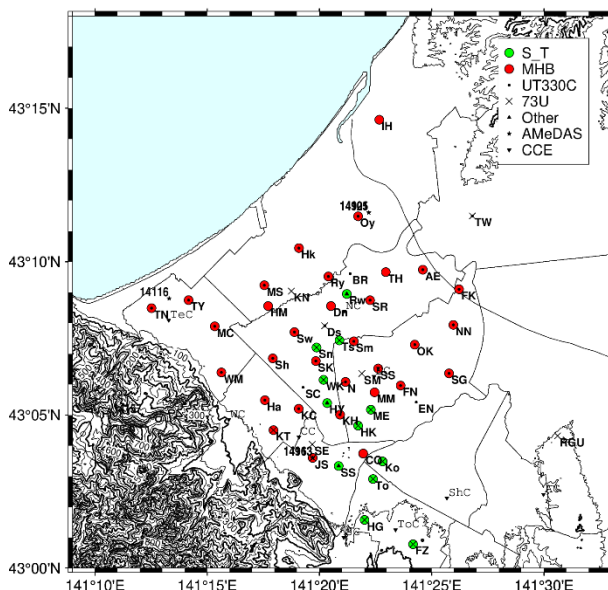 43°15'N
43°10'N
43°05'N
43°00'N
S_T
MHB
UT330C
73U
Other
AMeDAS
CCE
IH
Oy
TW
Hk
Ry
BR
TH
AE
MS
KN
Rw
NC
FK
14116
TY
HM
Dn
SR
TN
TeC
MC
Ds
NN
Sw
Ts
Sm
OK
Sn
Sh
SK
WM
SS
SM
SG
WK
N
SC
MM
FN
Ha
HY
EN
KC
KH
ME
NC
KT
CC
HK
RGU
SE
JS
CO
Ko
SS
To
ShC
HG
ToC
FZ
141°10'E
141°15'E
141°20'E
141°25'E
141°30'E